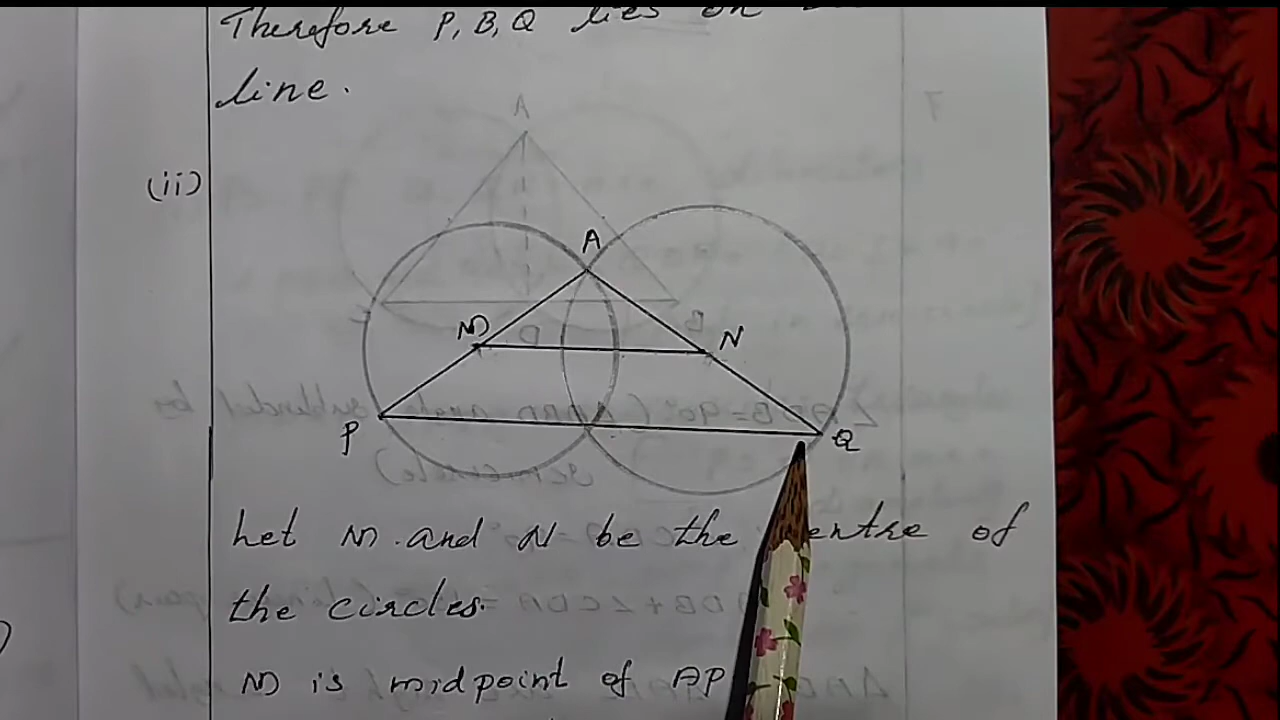 Therefore P, B, Q lies on
line.
(ii)
A
M
N
P
Q
Let M and N be the centre of
the circles.
M is midpoint of AP